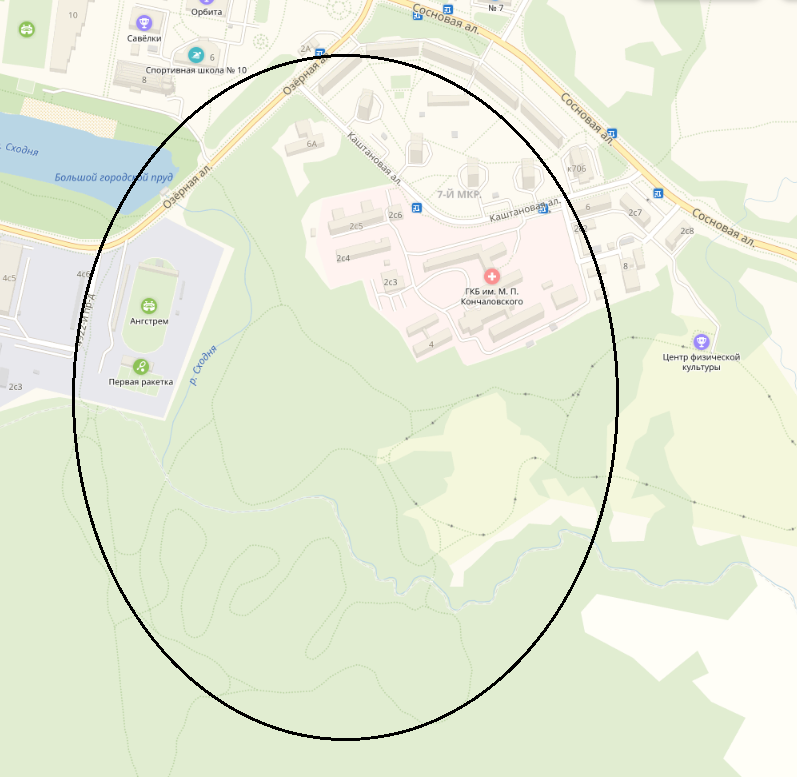 № 7
Орбита
Сосновая ал.
10
Савёлки
2А
6
Спортивная школа № 10
8
Озёрная ал.
Сосновая ал.
Каштановая ал.
6А
Сходня
Большой городской пруд
к706
Озёрная ал.
7-Й МКР.
Каштановая ал.
6
2с7
2с6
2с5
Сосновая ал.
2с8
2с4
8
4с5
2с3
ГКБ им. М. П.
Кончаловского
Ангстрем
4
Центр физической
культуры
р. Сходня
Первая ракетка
2с3